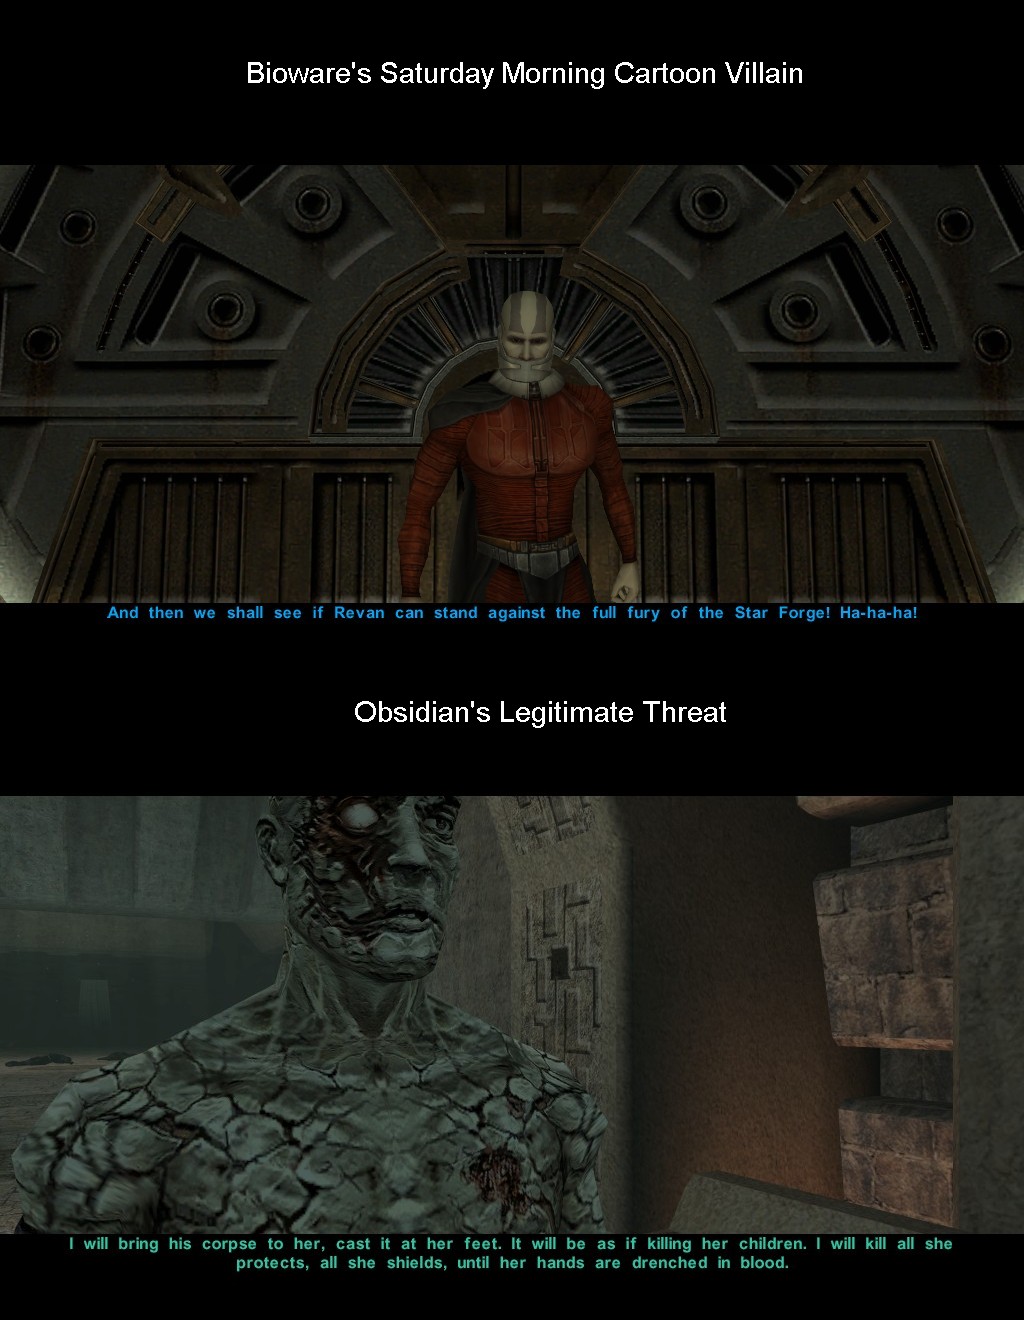 Bioware's Saturday Morning Cartoon Villain
And then we shall see if Revan can stand against the full fury of the Star Forge! Ha-ha-ha!
Obsidian's Legitimate Threat
I will bring his corpse to her, cast it at her feet. It will be as if killing her children. I will kill all she
protects, all she shields, until her hands are drenched in blood.